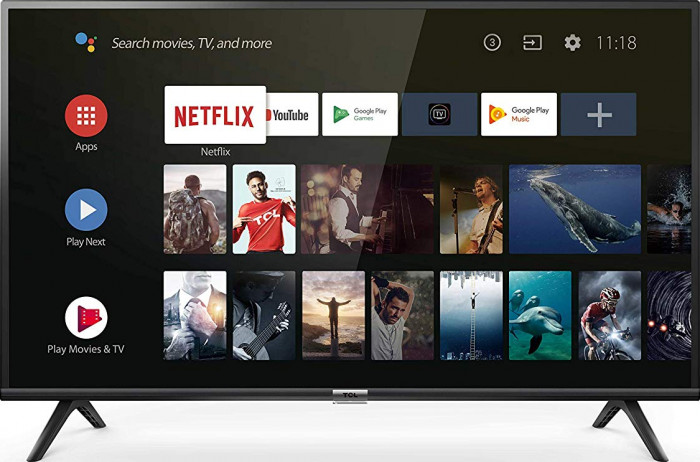 Search movies, TV, and more
3
11:18
Apps
NETFLIX
YouTube
Google Play
Games
TV
Google Play
Music
Netflix
Play Next
TCL
Play Movies & TV
TCL